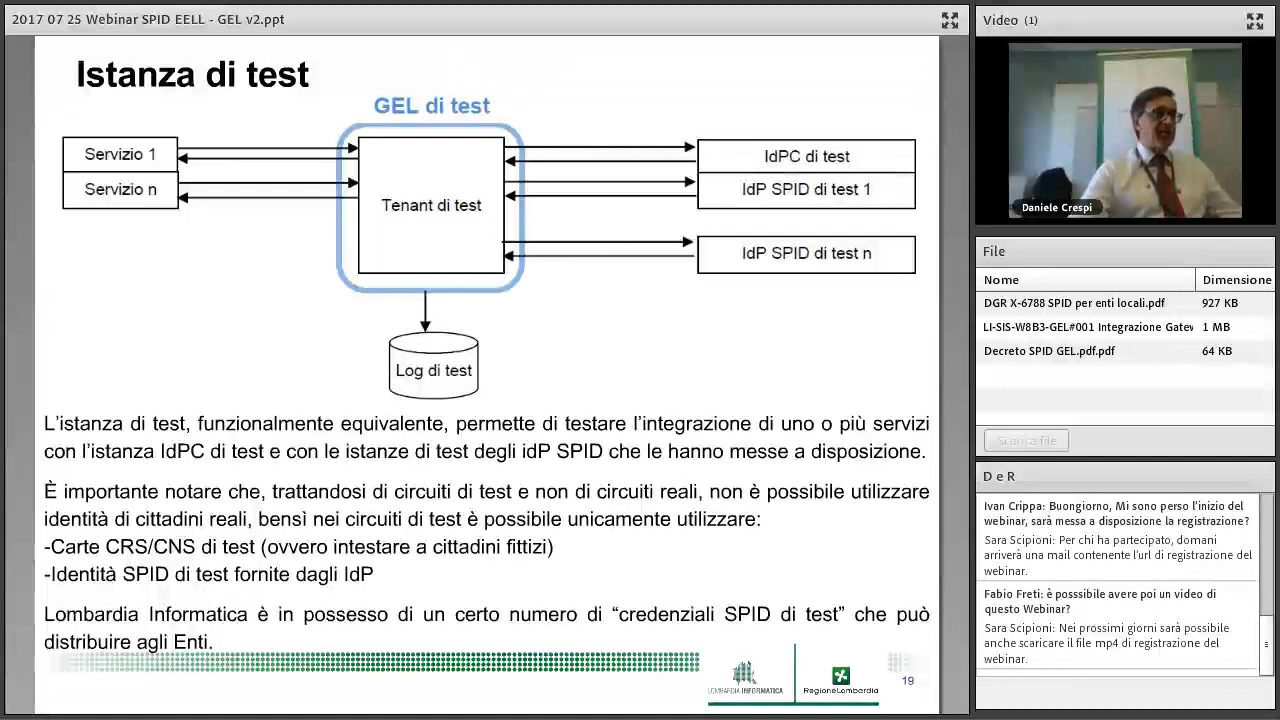 2017 07 25 Webinar SPID EELL - GEL v2.ppt
Istanza di test
GEL di test
Servizio 1
Servizio n
Tenant di test
IdPC di test
IdP SPID di test 1
IdP SPID di test n
Log di test
L'istanza di test, funzionalmente equivalente, permette di testare l'integrazione di uno o più servizi
con l'istanza IdPC di test e con le istanze di test degli idP SPID che le hanno messe a disposizione.
È importante notare che, trattandosi di circuiti di test e non di circuiti reali, non è possibile utilizzare
identità di cittadini reali, bensì nei circuiti di test è possibile unicamente utilizzare:
-Carte CRS/CNS di test (ovvero intestare a cittadini fittizi)
-Identità SPID di test fornite dagli IdP
Lombardia Informatica è in possesso di un certo numero di “credenziali SPID di test” che può
distribuire agli Enti.
LOMBARDIA INFORMATICA
RegioneLombardia
19
Video (1)
Daniele Crespi
File
Nome Dimensione
DGR X-6788 SPID per enti locali.pdf 927 KB
LI-SIS-W8B3-GEL#001 Integrazione Gatew 1 MB
Decreto SPID GEL.pdf.pdf 64 KB
Scarica file
D e R
Ivan Crippa: Buongiorno, Mi sono perso l'inizio del
webinar, sarà messa a disposizione la registrazione?
Sara Scipioni: Per chi ha partecipato, domani
arriverà una mail contenente l'url di registrazione del
webinar.
Fabio Freti: è posssibile avere poi un video di
questo Webinar?
Sara Scipioni: Nei prossimi giorni sarà possibile
anche scaricare il file mp4 di registrazione del
webinar.